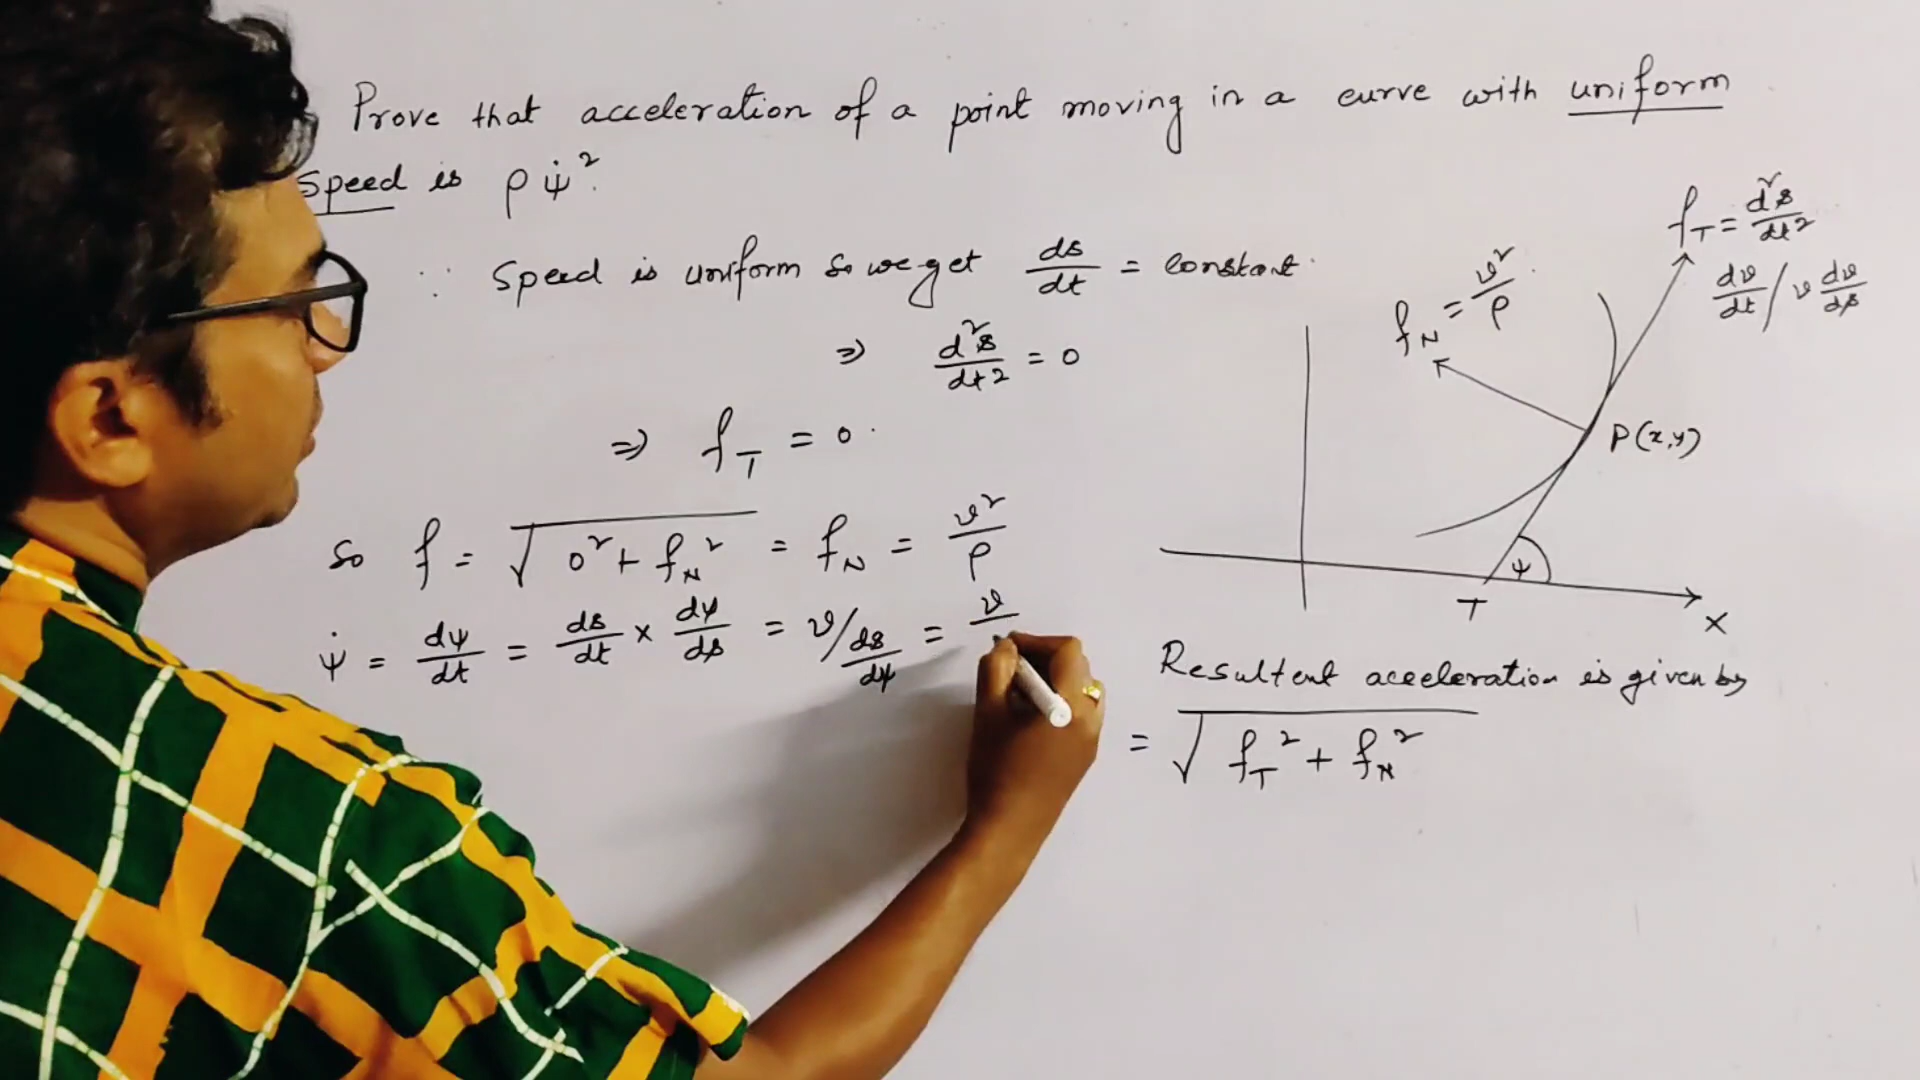 Prove that acceleration of a point moving in a curve with uniform
speed is ρ ψ̇².
∵ Speed is uniform so we get ds/dt = constant.
⇒ d²s/dt² = 0
⇒ f_T = 0.
So f = √(0² + f_N²) = f_N = v²/ρ
ψ̇ = dψ/dt = ds/dt × dψ/ds = v/(ds/dψ) = v/
f_T = d²s/dt²
dv/dt / v dv/ds
f_N = v²/ρ.
P(x,y)
ψ
T
X
Resultent acceleration is given by
= √(f_T² + f_N²)